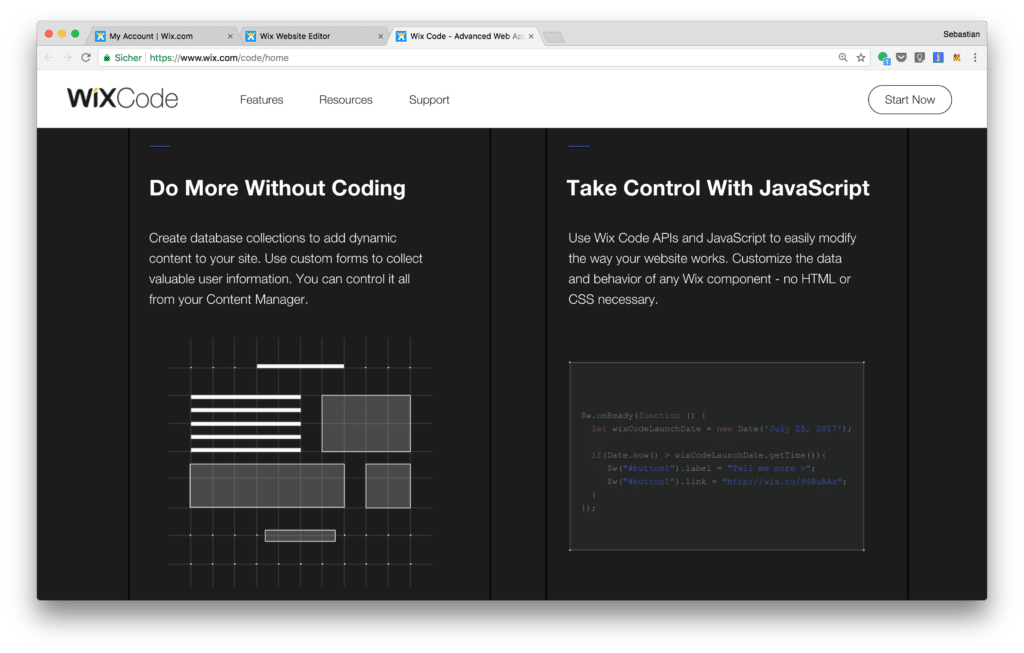 My Account | Wix.com
Wix Website Editor
Wix Code - Advanced Web Ap
Sebastian
Sicher
https://www.wix.com/code/home
WiXCode
Features
Resources
Support
Start Now
Do More Without Coding
Create database collections to add dynamic
content to your site. Use custom forms to collect
valuable user information. You can control it all
from your Content Manager.
Take Control With JavaScript
Use Wix Code APIs and JavaScript to easily modify
the way your website works. Customize the data
and behavior of any Wix component - no HTML or
CSS necessary.
$w.onReady(function () {
let wixCodeLaunchDate = new Date('July 25, 2017');
if(Date.now() > wixCodeLaunchDate.getTime()){
$w("#button1").label = "Tell me more >";
$w("#button1").link =
}
});